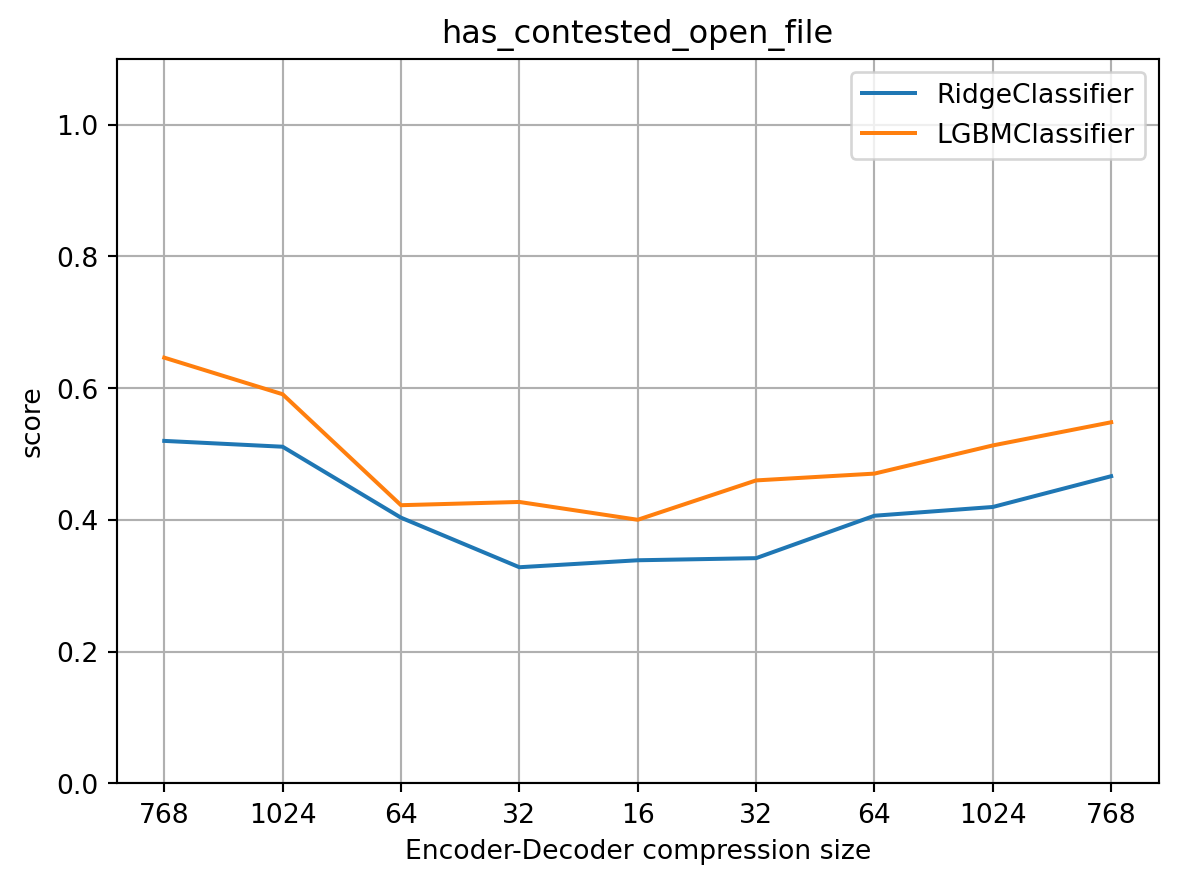 has_contested_open_file
RidgeClassifier
LGBMClassifier
1.0
0.8
0.6
0.4
0.2
0.0
score
768 1024 64 32 16 32 64 1024 768
Encoder-Decoder compression size